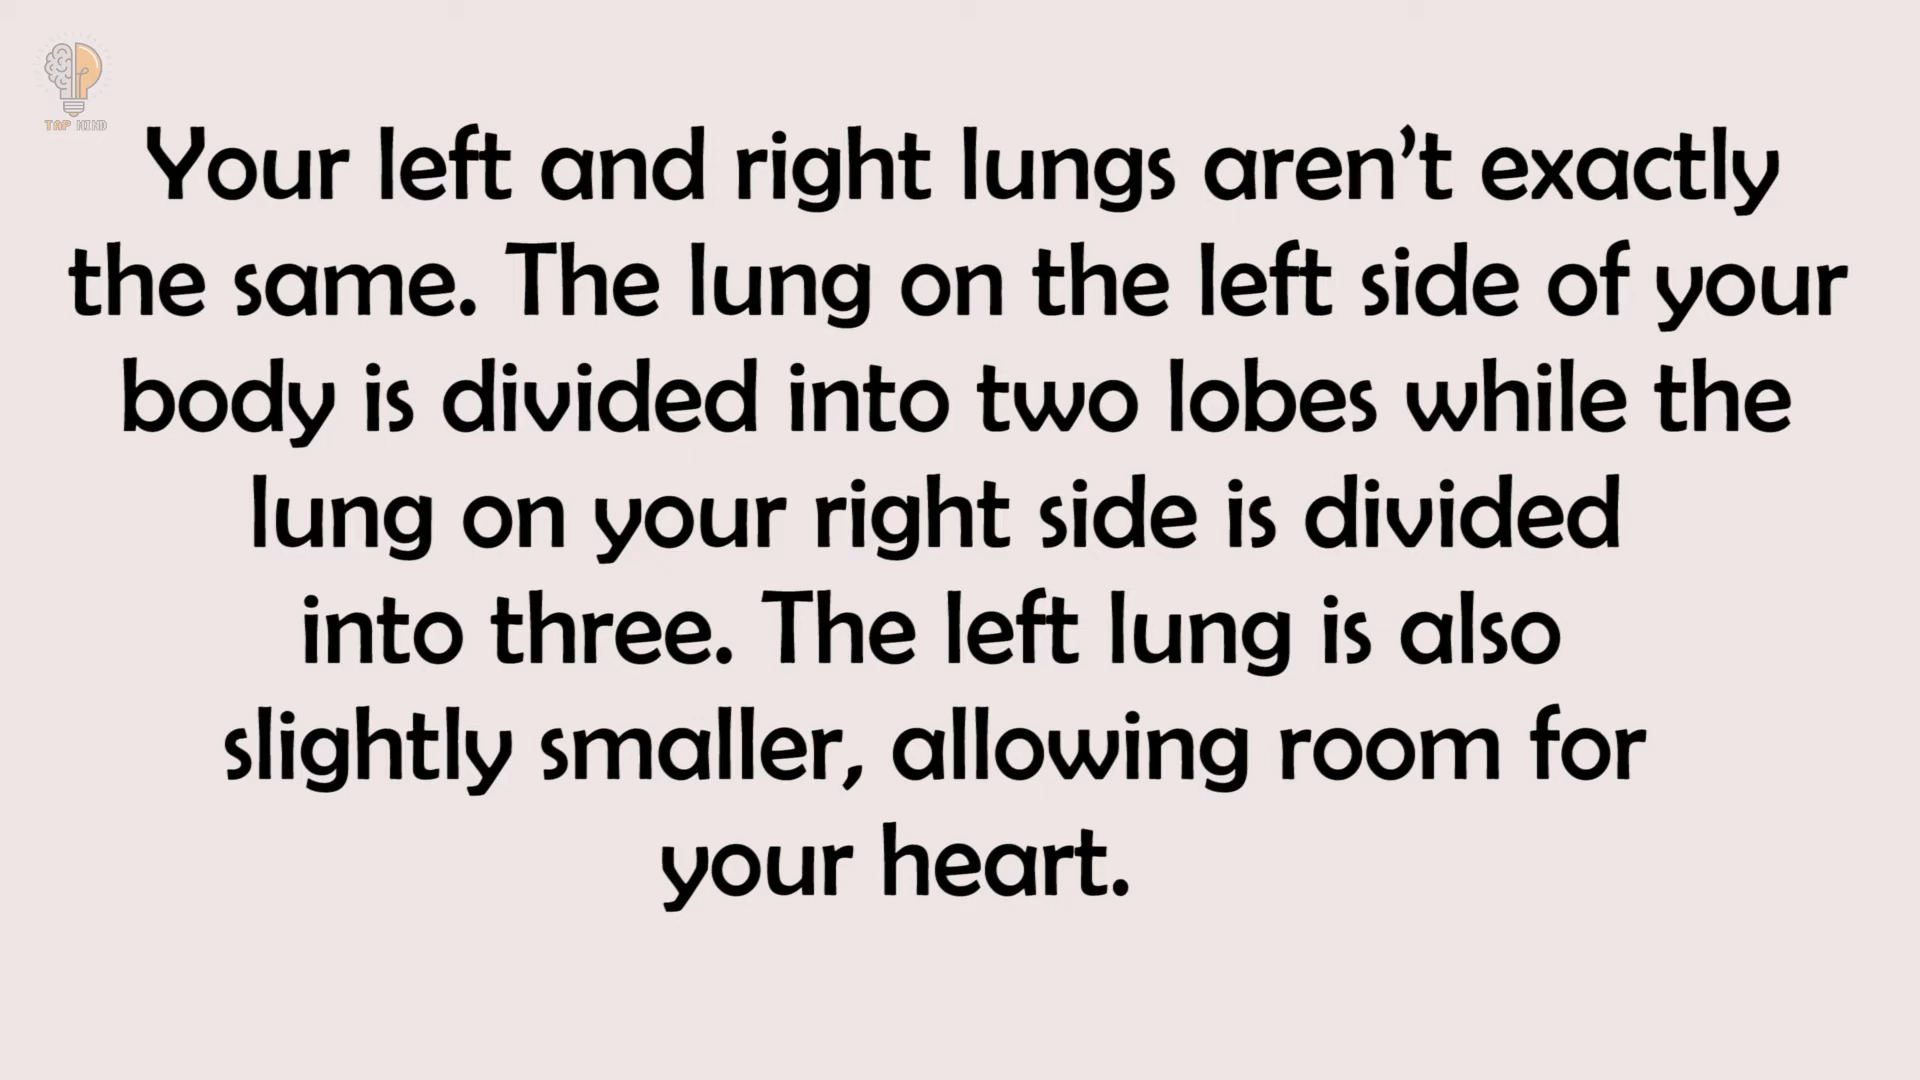 TAP MIND
Your left and right lungs aren’t exactly
the same. The lung on the left side of your
body is divided into two lobes while the
lung on your right side is divided
into three. The left lung is also
slightly smaller, allowing room for
your heart.